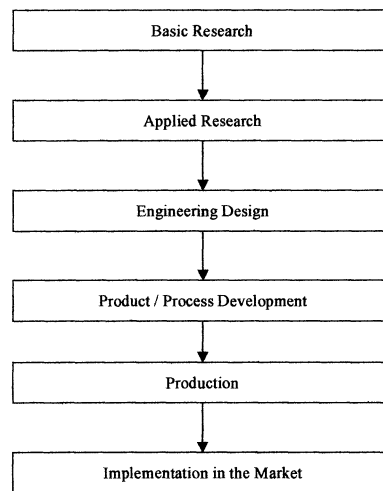 Basic Research
Applied Research
Engineering Design
Product / Process Development
Production
Implementation in the Market